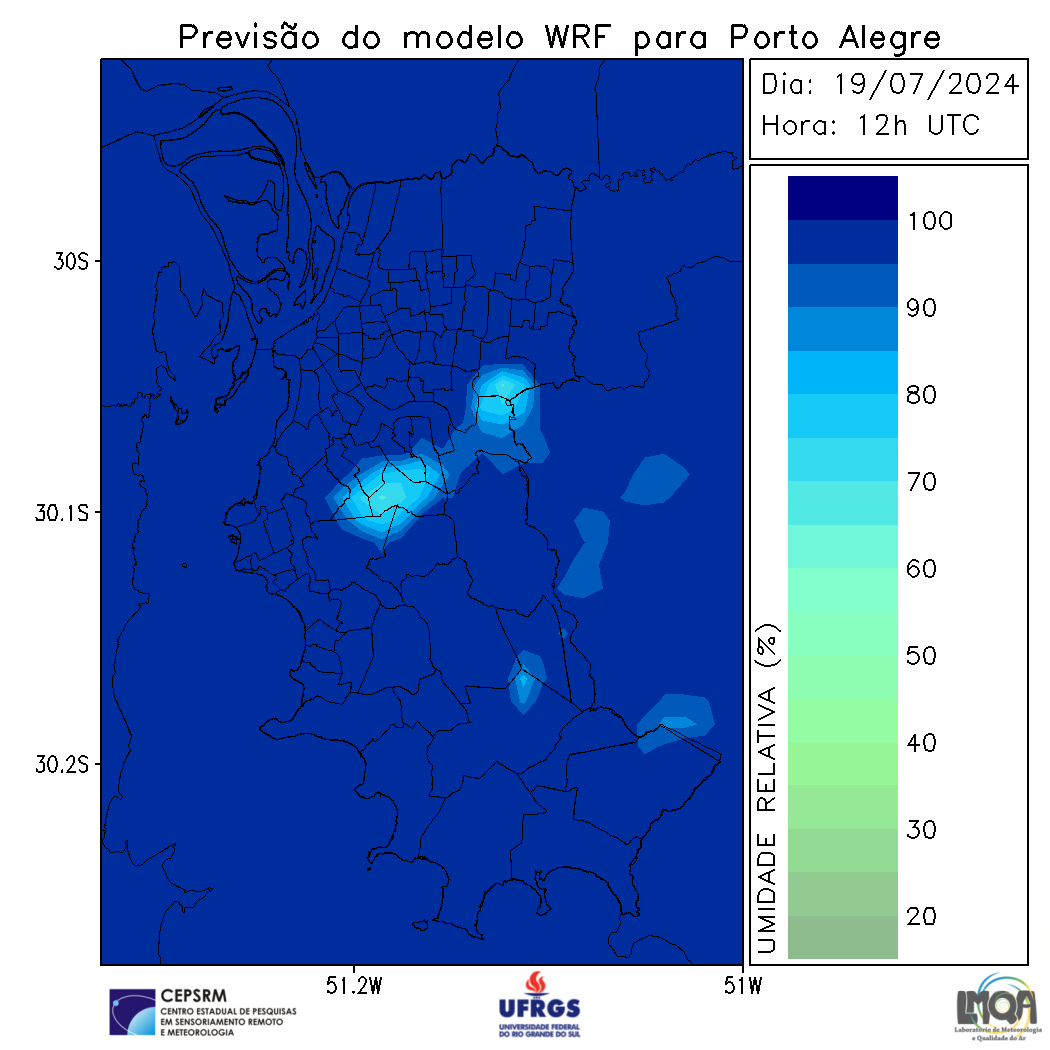 Previsão do modelo WRF para Porto Alegre
Dia: 19/07/2024
Hora: 12h UTC
30S
30.1S
30.2S
51.2W
51W
100
90
80
70
60
50
40
30
20
UMIDADE RELATIVA (%)
CEPSRM
CENTRO ESTADUAL DE PESQUISAS
EM SENSORIAMENTO REMOTO
E METEOROLOGIA
UFRGS
UNIVERSIDADE FEDERAL
DO RIO GRANDE DO SUL
LMQA
Laboratório de Meteorologia
e Qualidade do Ar